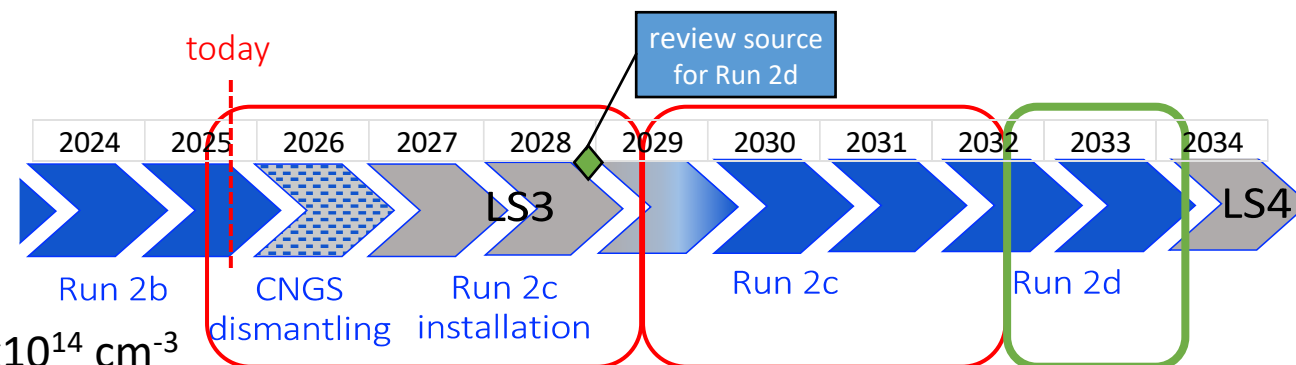 review source
for Run 2d
today
2024 2025 2026 2027 2028 2029 2030 2031 2032 2033 2034
LS3 LS4
Run 2b CNGS Run 2c Run 2c Run 2d
dismantling installation
10¹⁴ cm⁻³